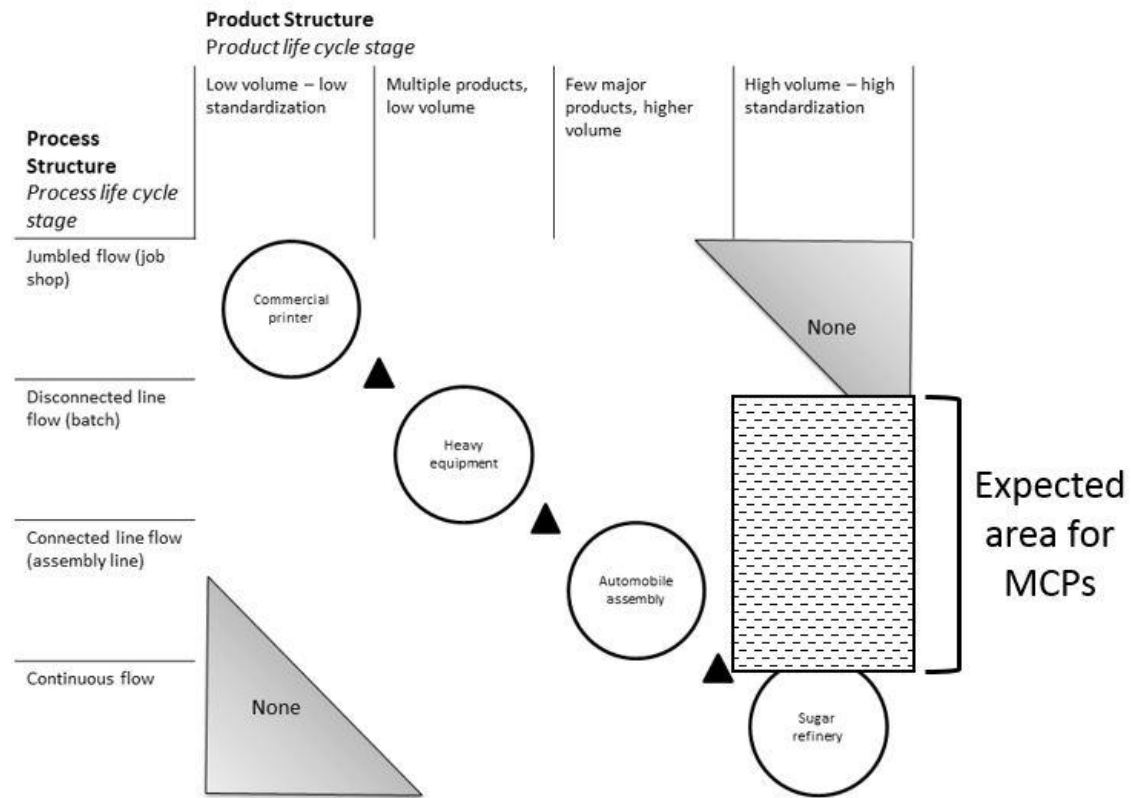 Product Structure
Product life cycle stage
Low volume – low
standardization
Multiple products,
low volume
Few major
products, higher
volume
High volume – high
standardization
Process
Structure
Process life cycle
stage
Jumbled flow (job
shop)
Commercial
printer
None
Disconnected line
flow (batch)
Heavy
equipment
Expected
area for
MCPs
Connected line flow
(assembly line)
Automobile
assembly
Continuous flow
None
Sugar
refinery